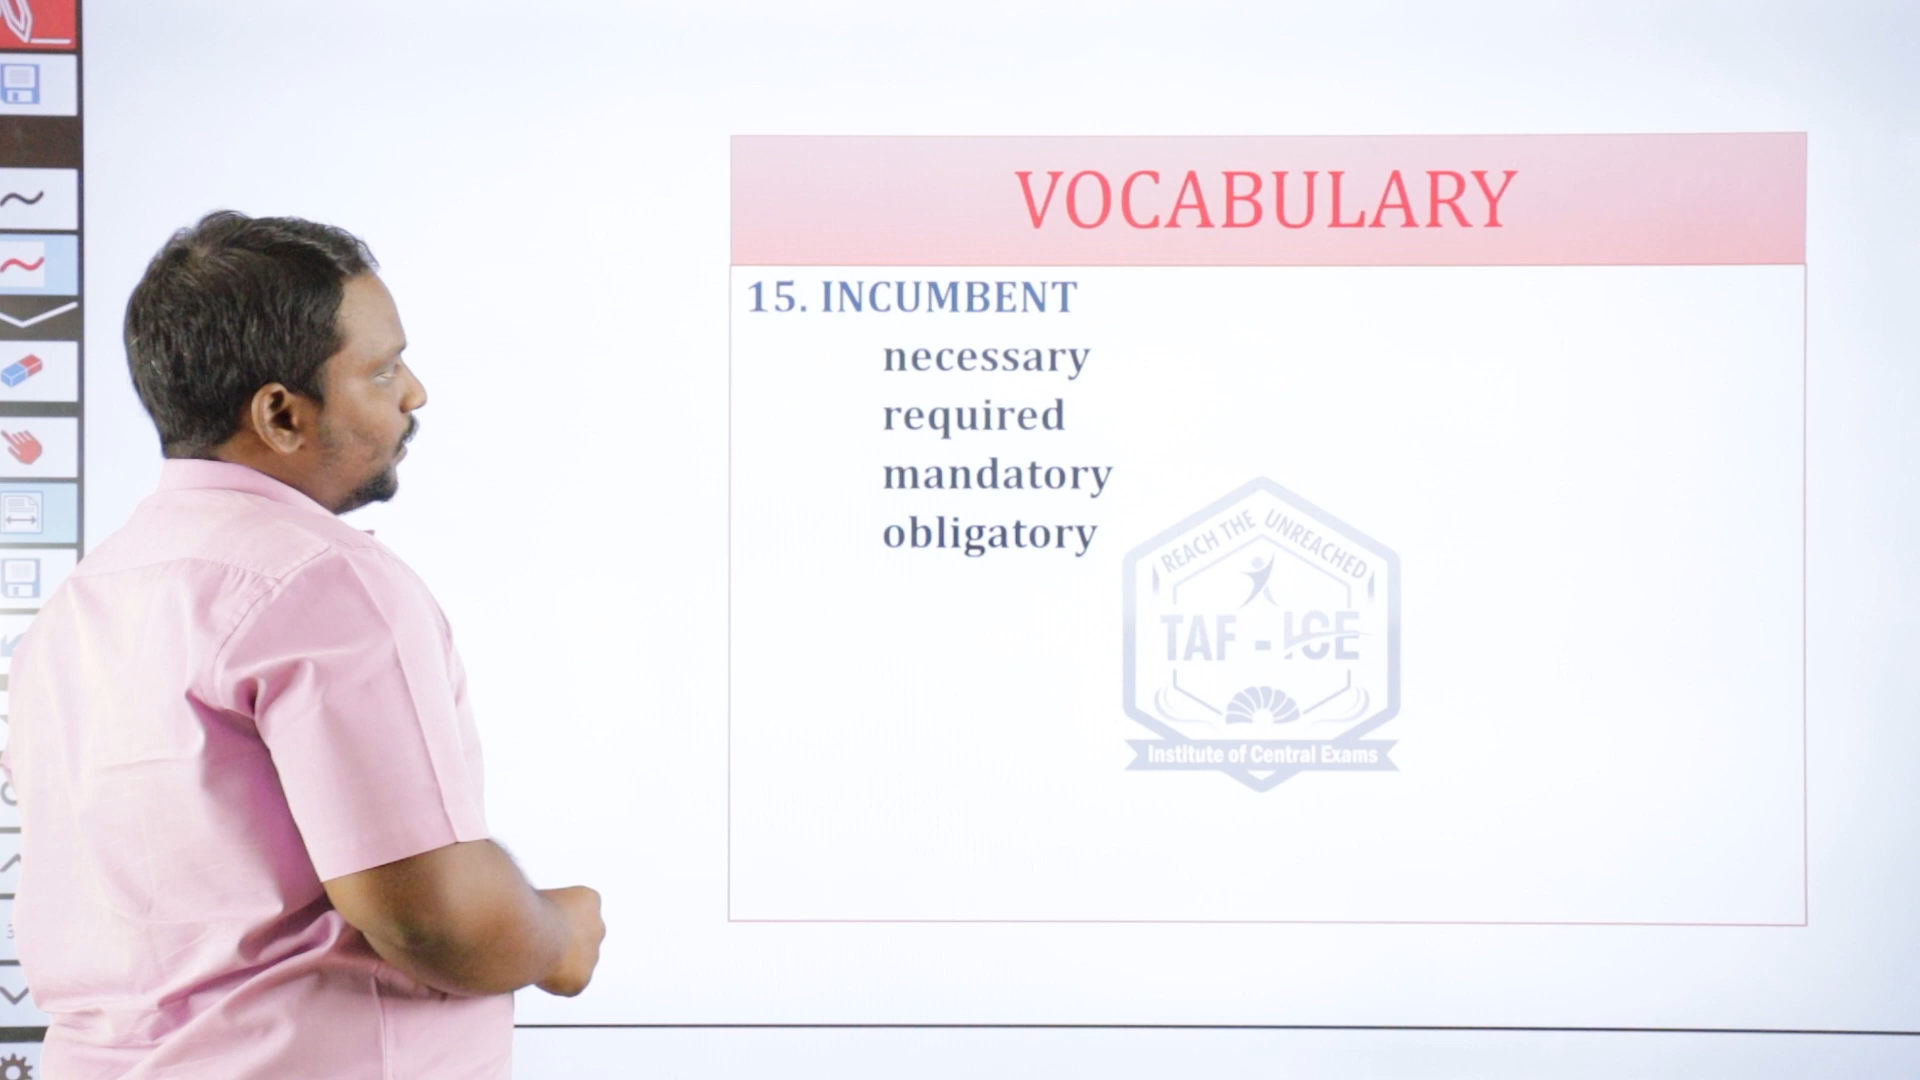 VOCABULARY
15. INCUMBENT
necessary
required
mandatory
obligatory
REACH THE UNREACHED
TAF - ICE
Institute of Central Exams